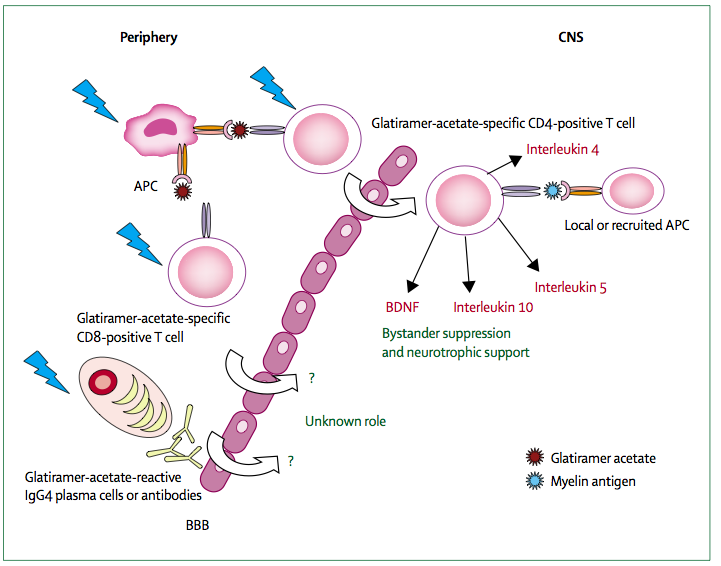 Periphery
CNS
Glatiramer-acetate-specific CD4-positive T cell
Interleukin 4
APC
Local or recruited APC
Interleukin 5
BDNF
Interleukin 10
Glatiramer-acetate-specific
CD8-positive T cell
Bystander suppression
and neurotrophic support
?
Unknown role
?
Glatiramer acetate
Myelin antigen
Glatiramer-acetate-reactive
IgG4 plasma cells or antibodies
BBB